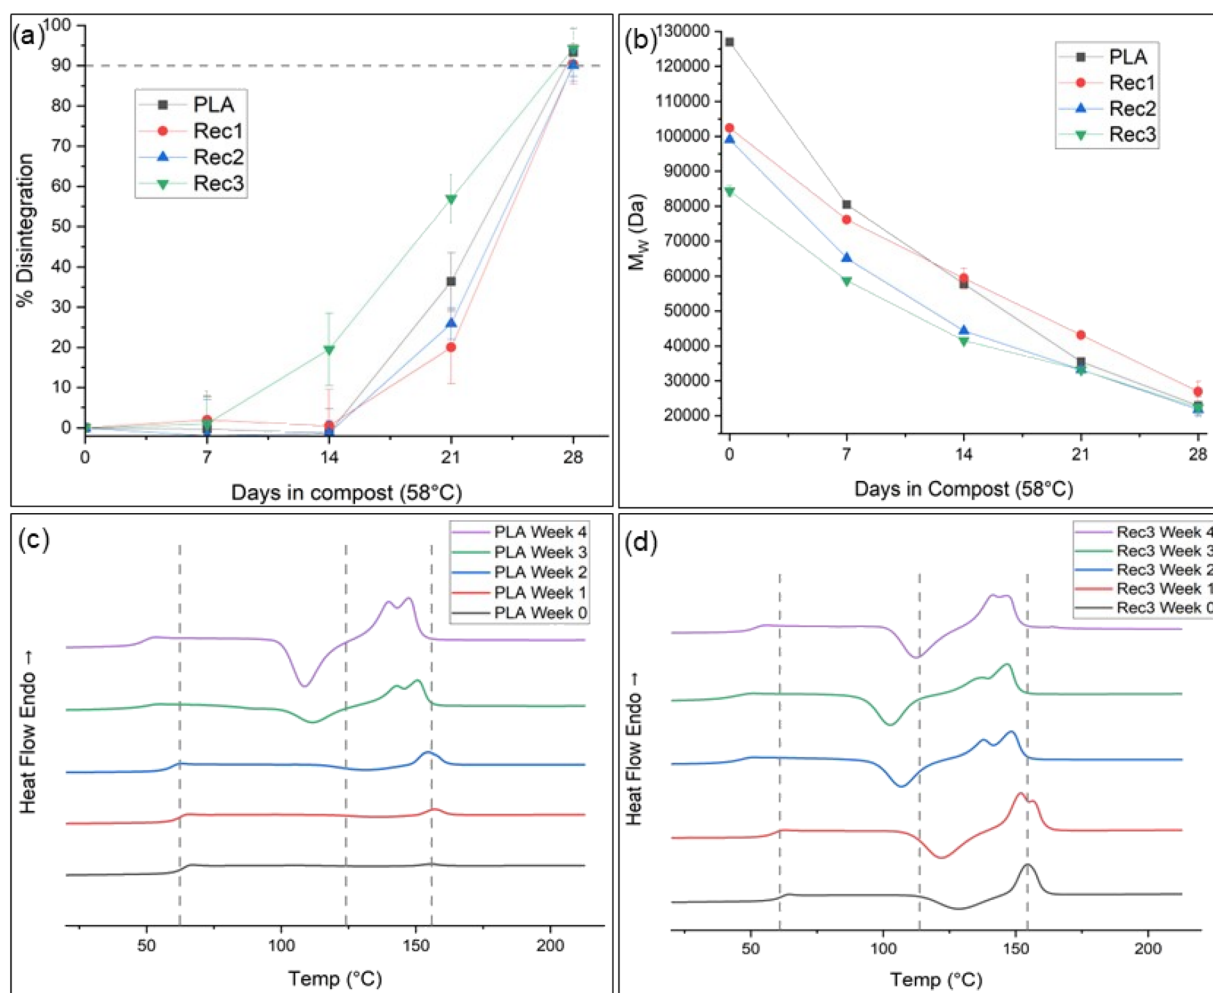 (a)
100
90
80
70
60
50
40
30
20
10
0
% Disintegration
PLA
Rec1
Rec2
Rec3
0 7 14 21 28
Days in compost (58°C)
(b)
130000
120000
110000
100000
90000
80000
70000
60000
50000
40000
30000
20000
Mw (Da)
PLA
Rec1
Rec2
Rec3
0 7 14 21 28
Days in Compost (58°C)
(c)
PLA Week 4
PLA Week 3
PLA Week 2
PLA Week 1
PLA Week 0
Heat Flow Endo →
50 100 150 200
Temp (°C)
(d)
Rec3 Week 4
Rec3 Week 3
Rec3 Week 2
Rec3 Week 1
Rec3 Week 0
Heat Flow Endo →
50 100 150 200
Temp (°C)